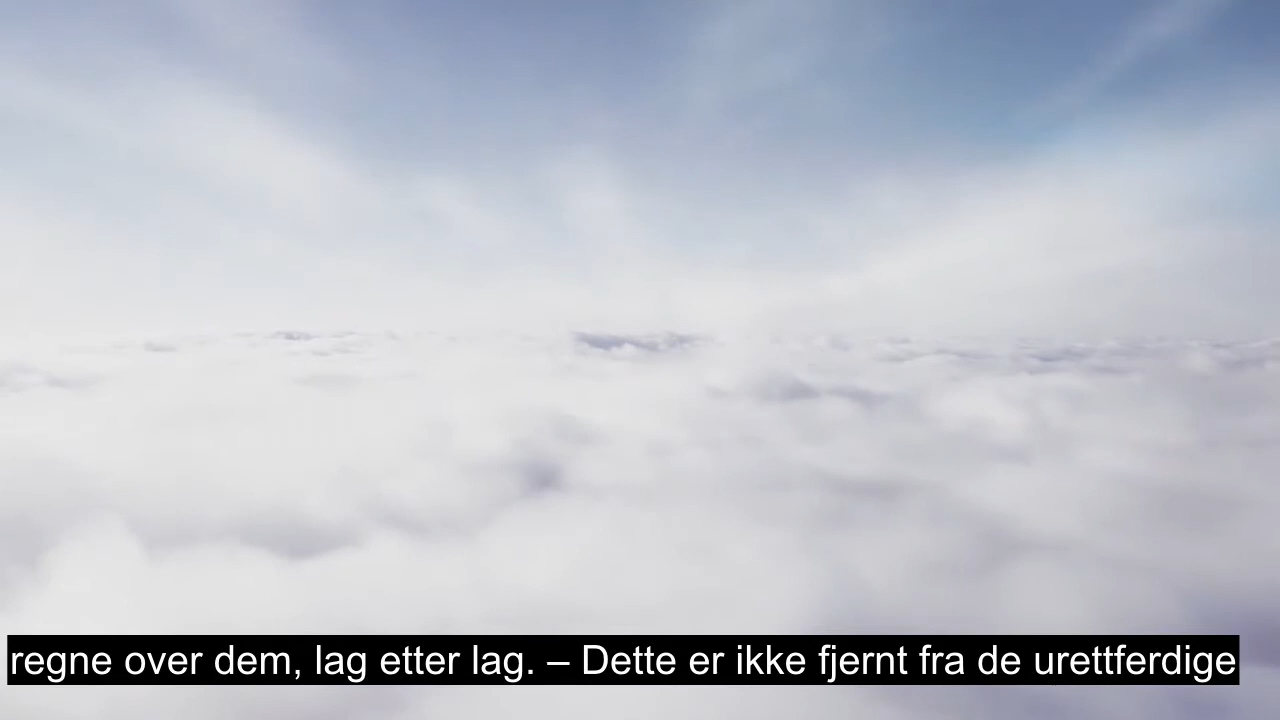 regne over dem, lag etter lag. – Dette er ikke fjernt fra de urettferdige